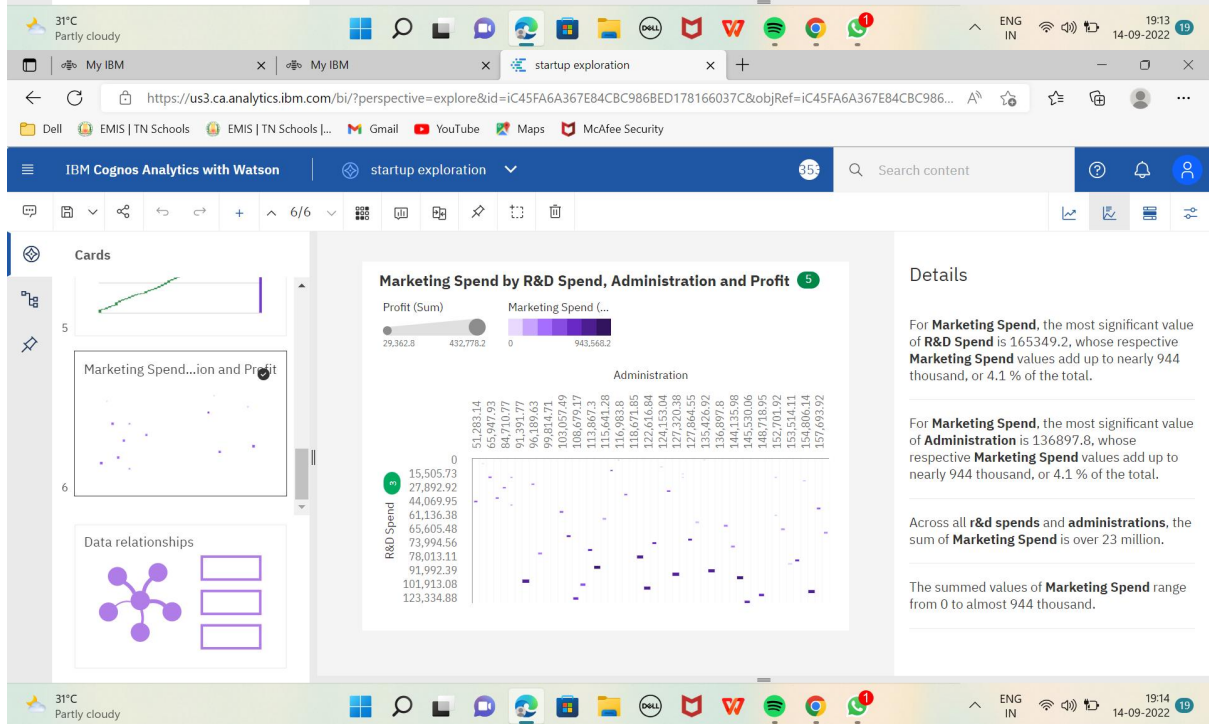 31°C
Partly cloudy
DELL
1
ENG
IN
19:13
14-09-2022
19
My IBM
My IBM
startup exploration
https://us3.ca.analytics.ibm.com/bi/?perspective=explore&id=iC45FA6A367E84CBC986BED178166037C&objRef=iC45FA6A367E84CBC986...
Dell
EMIS | TN Schools
EMIS | TN Schools |...
Gmail
YouTube
Maps
McAfee Security
IBM Cognos Analytics with Watson
startup exploration
353
Search content
6/6
Cards
5
Marketing Spend...ion and Profit
6
Data relationships
Marketing Spend by R&D Spend, Administration and Profit 5
Profit (Sum)
29,362.8 432,778.2
Marketing Spend (...
0 943,568.2
Administration
51,283.14
65,947.93
84,710.77
91,391.77
96,189.63
99,814.71
103,057.49
108,679.17
113,867.3
115,641.28
116,983.8
118,671.85
122,616.84
124,153.04
127,320.38
127,864.55
135,426.92
136,897.8
144,135.98
145,530.06
148,718.95
152,701.92
153,514.11
154,806.14
157,693.92
R&D Spend
3
0
15,505.73
27,892.92
44,069.95
61,136.38
65,605.48
73,994.56
78,013.11
91,992.39
101,913.08
123,334.88
Details
For Marketing Spend, the most significant value
of R&D Spend is 165349.2, whose respective
Marketing Spend values add up to nearly 944
thousand, or 4.1 % of the total.
For Marketing Spend, the most significant value
of Administration is 136897.8, whose
respective Marketing Spend values add up to
nearly 944 thousand, or 4.1 % of the total.
Across all r&d spends and administrations, the
sum of Marketing Spend is over 23 million.
The summed values of Marketing Spend range
from 0 to almost 944 thousand.
31°C
Partly cloudy
DELL
1
ENG
IN
19:14
14-09-2022
19